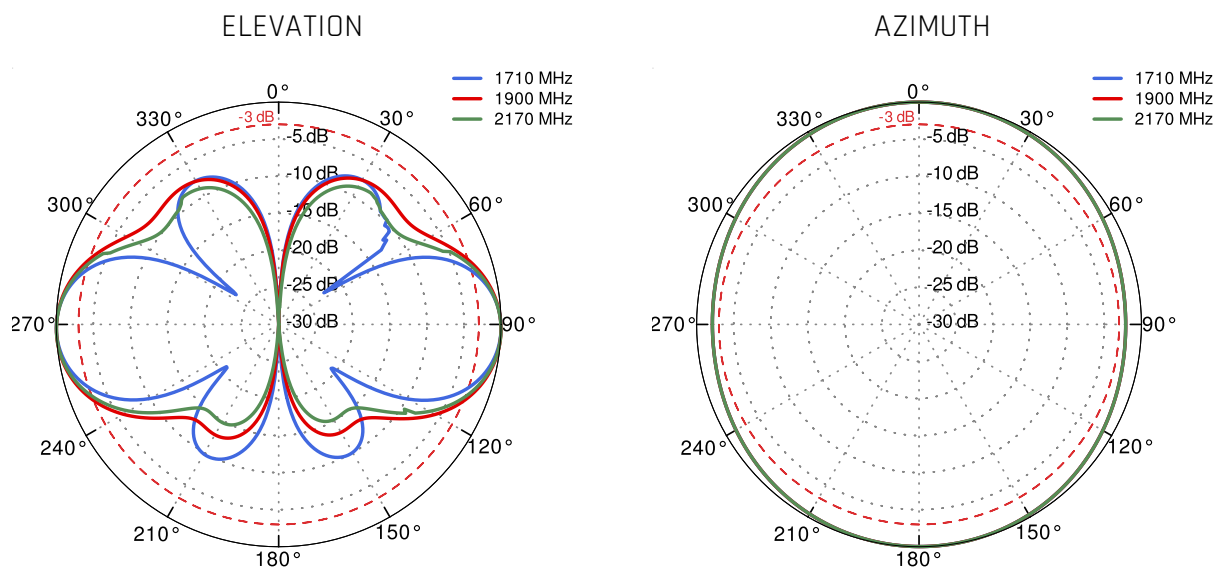 ELEVATION
AZIMUTH
1710 MHz
1900 MHz
2170 MHz
0°
30°
60°
90°
120°
150°
180°
210°
240°
270°
300°
330°
-3 dB
-5 dB
-10 dB
-15 dB
-20 dB
-25 dB
-30 dB
1710 MHz
1900 MHz
2170 MHz
0°
30°
60°
90°
120°
150°
180°
210°
240°
270°
300°
330°
-3 dB
-5 dB
-10 dB
-15 dB
-20 dB
-25 dB
-30 dB